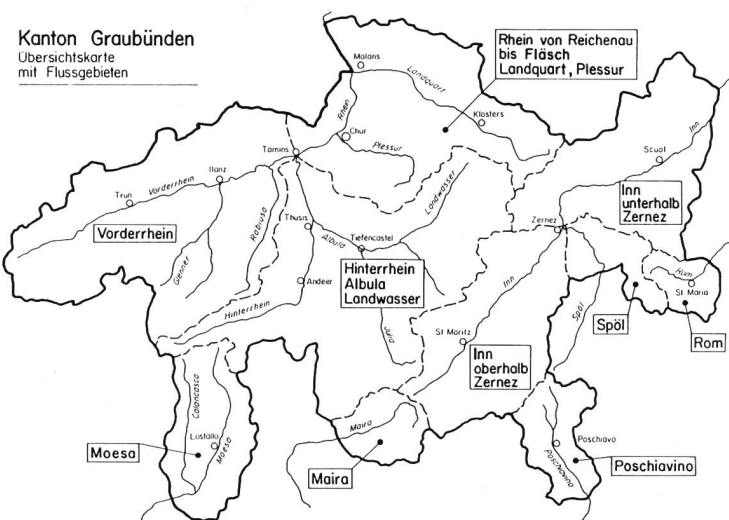 Kanton Graubünden
Übersichtskarte
mit Flussgebieten
Rhein von Reichenau
bis Fläsch
Landquart, Plessur
Malans
Landquart
Rhein
Klosters
Chur
Plessur
Tamins
Ilanz
Vorderrhein
Trun
Vorderrhein
Glenner
Rabiusa
Thusis
Albula
Tiefencastel
Landwasser
Hinterrhein
Albula
Landwasser
Andeer
Hinterrhein
Julia
Scuol
Inn
Inn
unterhalb
Zernez
Zernez
Inn
St Moritz
Inn
oberhalb
Zernez
Spöl
Spöl
Rom
St Maria
Rom
Calancasca
Lostallo
Moesa
Moesa
Maira
Maira
Poschiavo
Poschiavino
Poschiavino